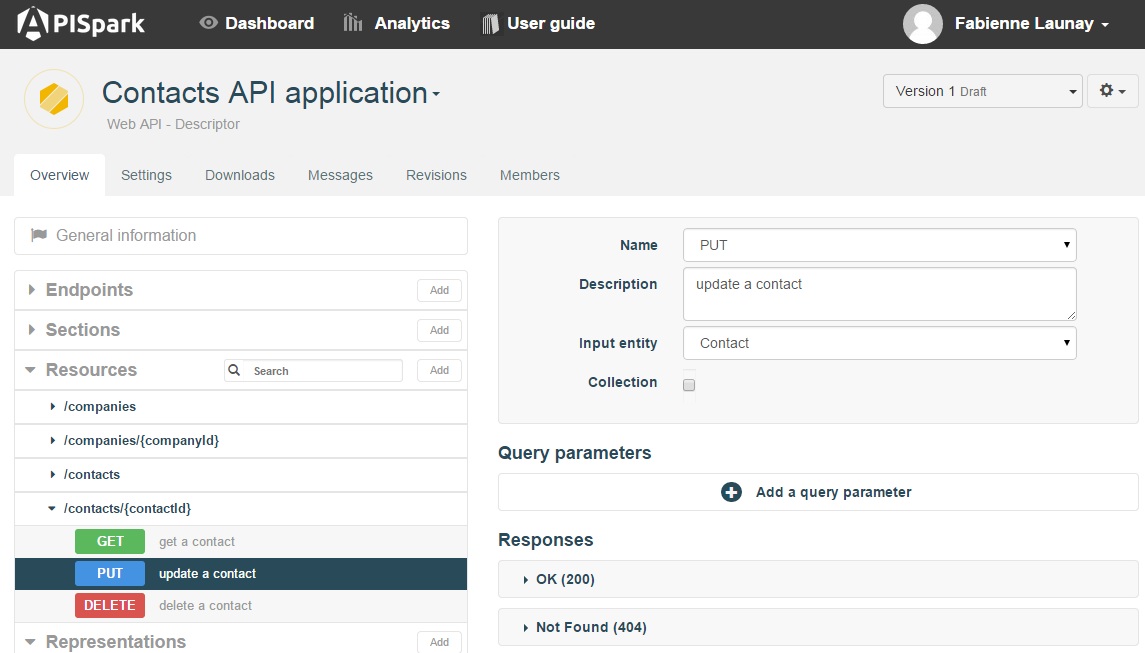 APISpark Dashboard Analytics User guide Fabienne Launay
Contacts API application
Web API - Descriptor
Version 1 Draft
Overview Settings Downloads Messages Revisions Members
General information
Endpoints Add
Sections Add
Resources Search Add
/companies
/companies/{companyId}
/contacts
/contacts/{contactId}
GET get a contact
PUT update a contact
DELETE delete a contact
Representations Add
Name PUT
Description update a contact
Input entity Contact
Collection
Query parameters
Add a query parameter
Responses
OK (200)
Not Found (404)